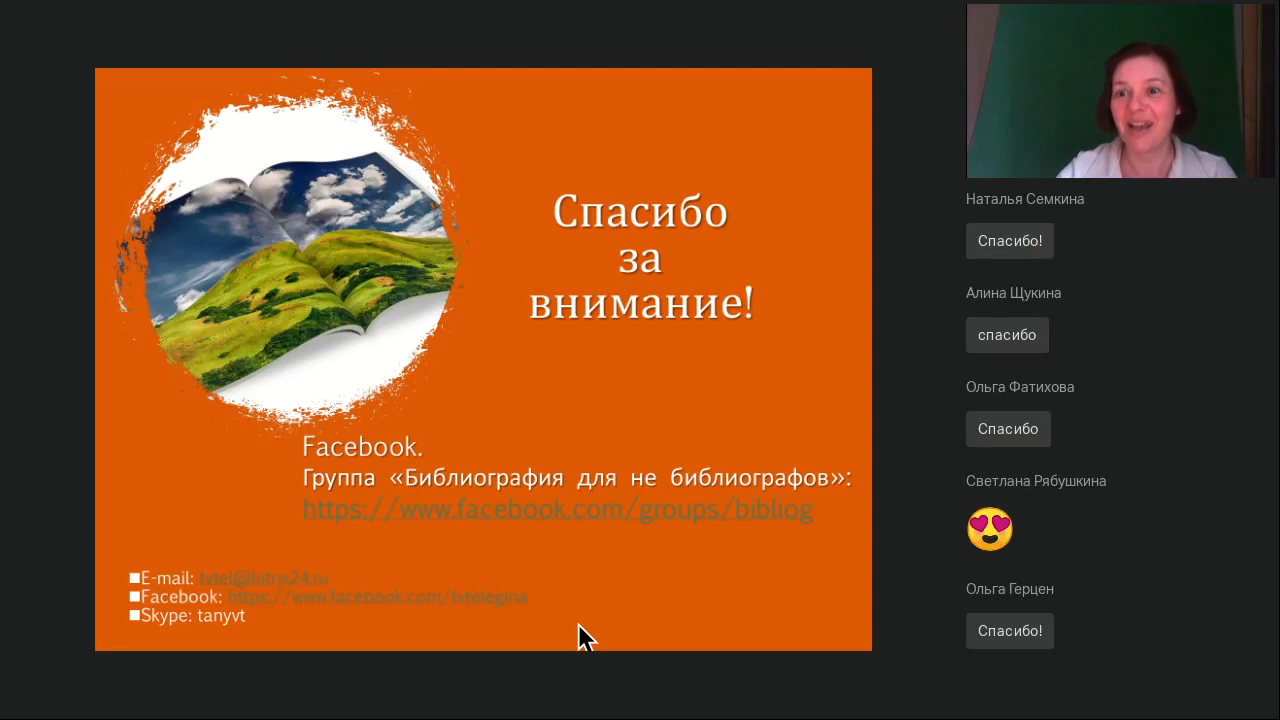 Спасибо
за
внимание!
Facebook.
Группа «Библиография для не библиографов»:
https://www.facebook.com/groups/bibliog
E-mail: tvtel@bitrix24.ru
Facebook: https://www.facebook.com/tvtelegina
Skype: tanyvt
Наталья Семкина
Спасибо!
Алина Щукина
спасибо
Ольга Фатихова
Спасибо
Светлана Рябушкина
Ольга Герцен
Спасибо!